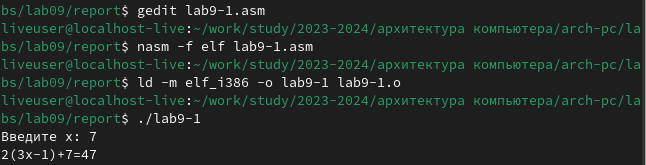 bs/lab09/report$ gedit lab9-1.asm
liveuser@localhost-live:~/work/study/2023-2024/архитектура компьютера/arch-pc/la
bs/lab09/report$ nasm -f elf lab9-1.asm
liveuser@localhost-live:~/work/study/2023-2024/архитектура компьютера/arch-pc/la
bs/lab09/report$ ld -m elf_i386 -o lab9-1 lab9-1.o
liveuser@localhost-live:~/work/study/2023-2024/архитектура компьютера/arch-pc/la
bs/lab09/report$ ./lab9-1
Введите x: 7
2(3x-1)+7=47